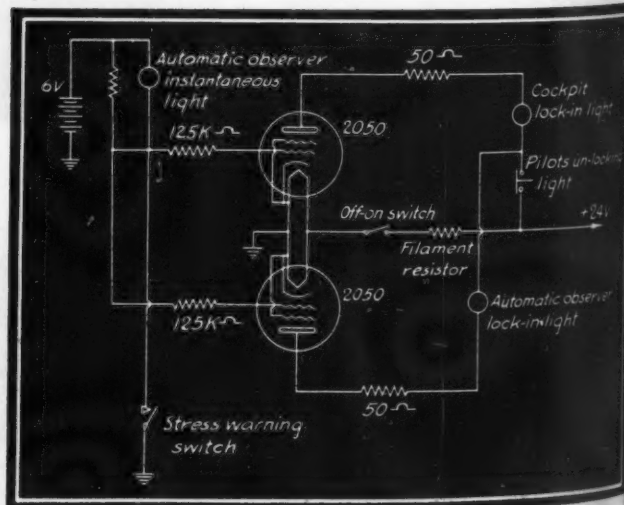 50 Ω
6V
Automatic observer
instantaneous
light
Cockpit
lock-in light
125K Ω
2050
Pilots un-locking
light
Off-on switch
+24V
Filament
resistor
2050
Automatic observer
lock-in light
125K Ω
50 Ω
Stress warning
switch